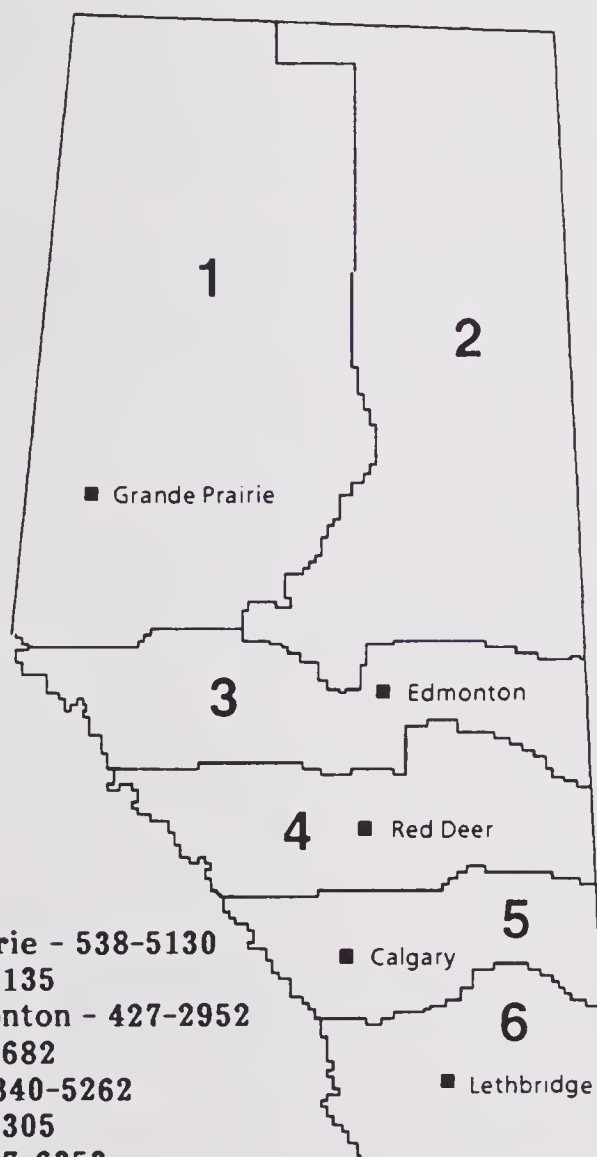 1
2
Grande Prairie
3
Edmonton
4
Red Deer
5
Calgary
6
Lethbridge
rie - 538-5130
135
nton - 427-2952
682
340-5262
305